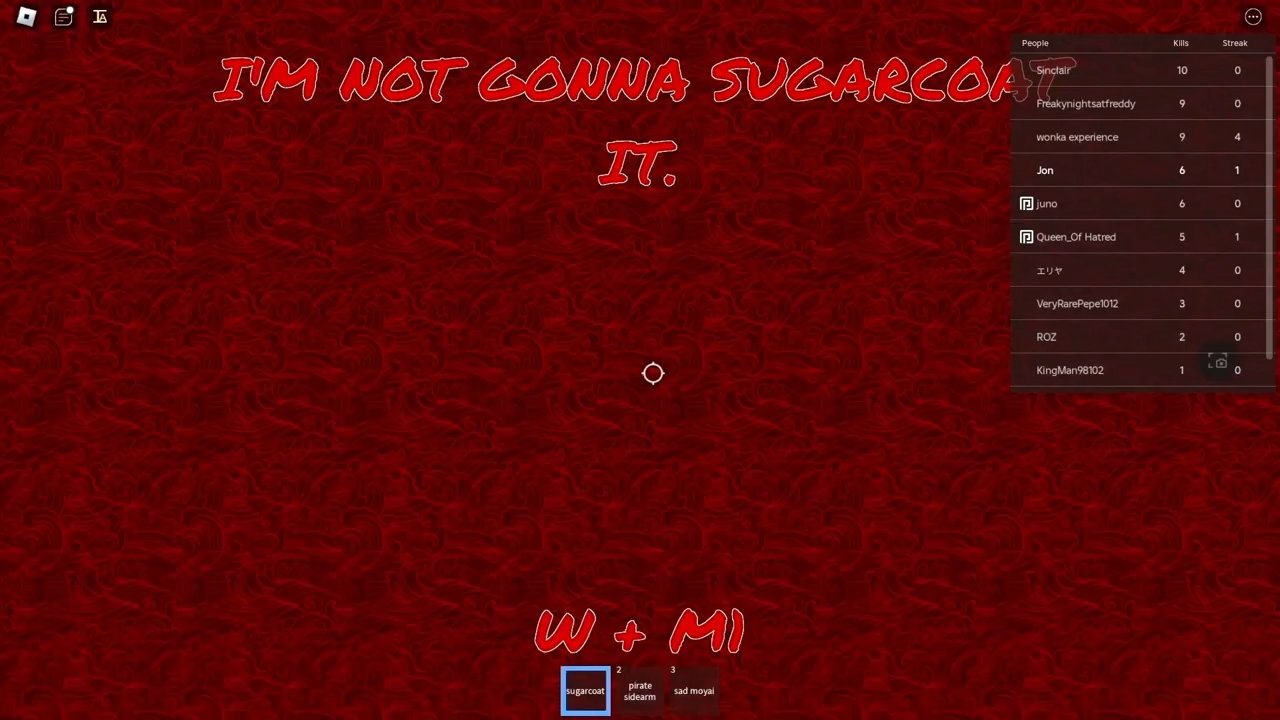 I'M NOT GONNA SUGARCOAT
IT.
People Kills Streak
Sinclair 10 0
Freakynightsatfreddy 9 0
wonka experience 9 4
Jon 6 1
juno 6 0
Queen_Of Hatred 5 1
エリヤ 4 0
VeryRarePepe1012 3 0
ROZ 2 0
KingMan98102 1 0
W + M1
sugarcoat
2
pirate
sidearm
3
sad moyai